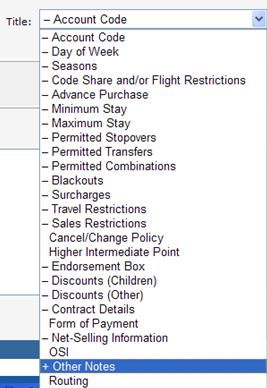 Title: – Account Code
– Account Code
– Day of Week
– Seasons
– Code Share and/or Flight Restrictions
– Advance Purchase
– Minimum Stay
– Maximum Stay
– Permitted Stopovers
– Permitted Transfers
– Permitted Combinations
– Blackouts
– Surcharges
– Travel Restrictions
– Sales Restrictions
Cancel/Change Policy
Higher Intermediate Point
– Endorsement Box
– Discounts (Children)
– Discounts (Other)
– Contract Details
Form of Payment
– Net-Selling Information
OSI
+ Other Notes
Routing